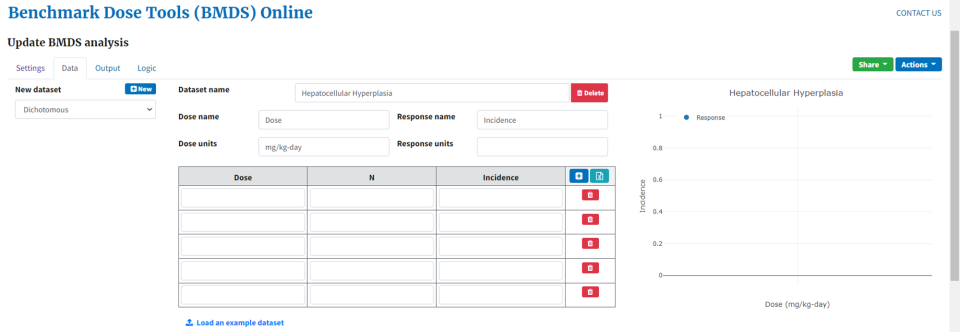 Benchmark Dose Tools (BMDS) Online
CONTACT US
Update BMDS analysis
Settings Data Output Logic
Share Actions
New dataset New
Dichotomous
Dataset name Hepatocellular Hyperplasia Delete
Dose name Dose Response name Incidence
Dose units mg/kg-day Response units
Dose N Incidence
Load an example dataset
Hepatocellular Hyperplasia
Response
1
0.8
0.6
0.4
0.2
0
Incidence
Dose (mg/kg-day)